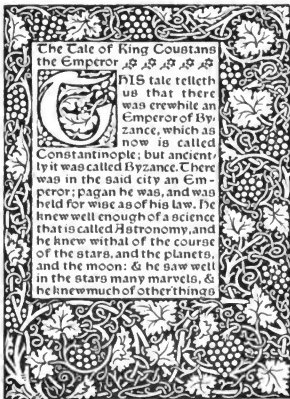 The Tale of King Coustans
the Emperor
THIS tale telleth
us that there
was erewhile an
Emperor of By-
zance, which as
now is called
Constantinople; but ancient-
ly it was called Byzance. There
was in the said city an Em-
peror; pagan he was, and was
held for wise as of his law. He
knew well enough of a science
that is called Astronomy, and
he knew withal of the course
of the stars, and the planets,
and the moon: & he saw well
in the stars many marvels, &
he knew much of other things